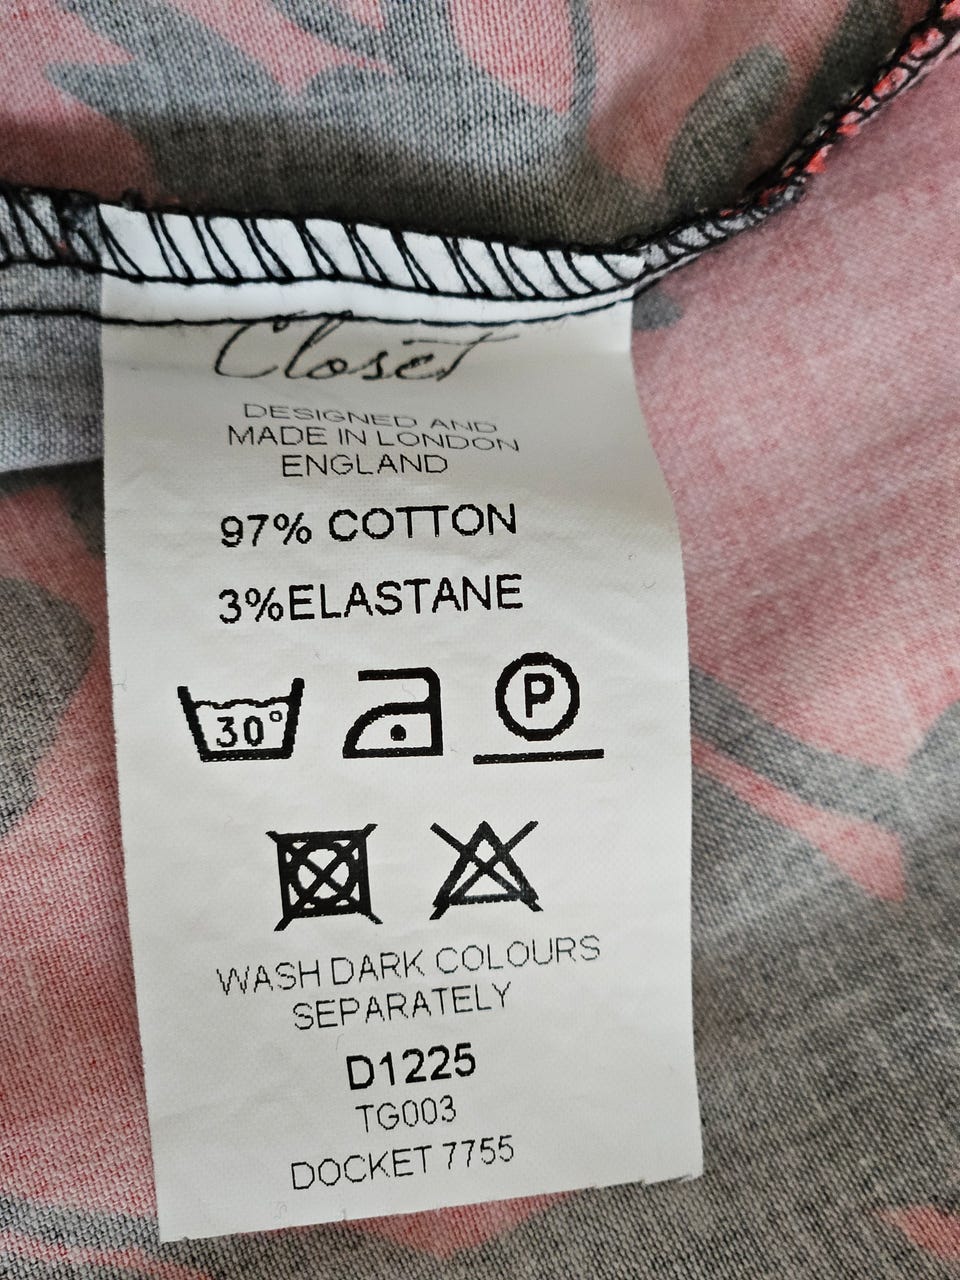 Closet
DESIGNED AND
MADE IN LONDON
ENGLAND
97% COTTON
3%ELASTANE
30°
P
WASH DARK COLOURS
SEPARATELY
D1225
TG003
DOCKET 7755